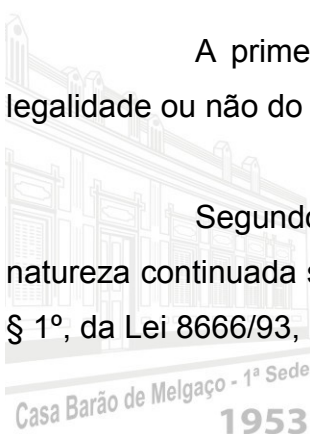 A prime
legalidade ou não do
Segundo
natureza continuada s
§ 1º, da Lei 8666/93,
Casa Barão de Melgaço - 1ª Sede
1953